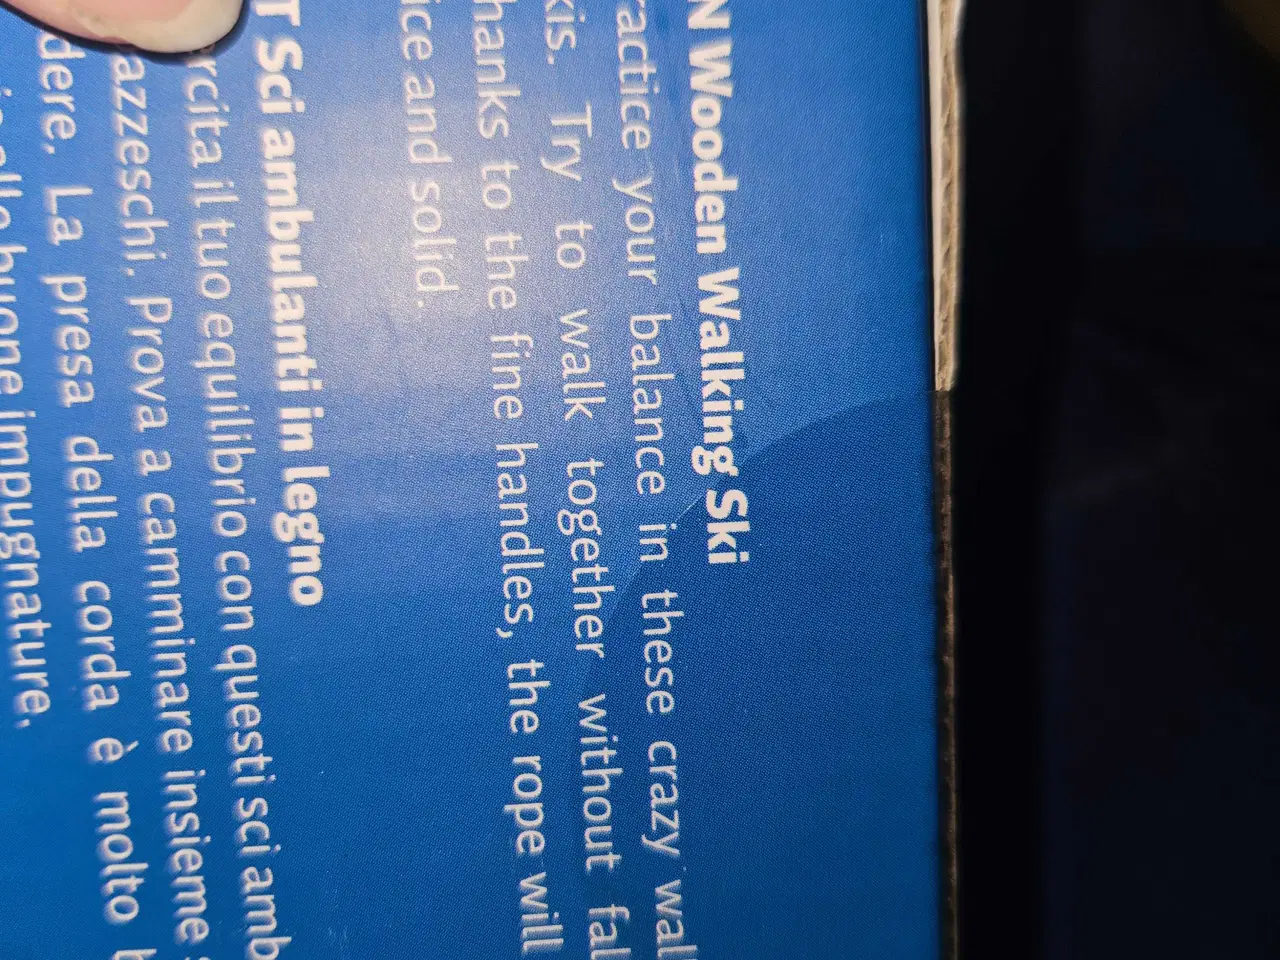 N Wooden Walking Ski
ractice your balance in these crazy wal
kis. Try to walk together without fal
hanks to the fine handles, the rope will
ice and solid.
T Sci ambulanti in legno
rcita il tuo equilibrio con questi sci amb
azzeschi. Prova a camminare insieme
dere. La presa della corda è molto b
buone impugnature.